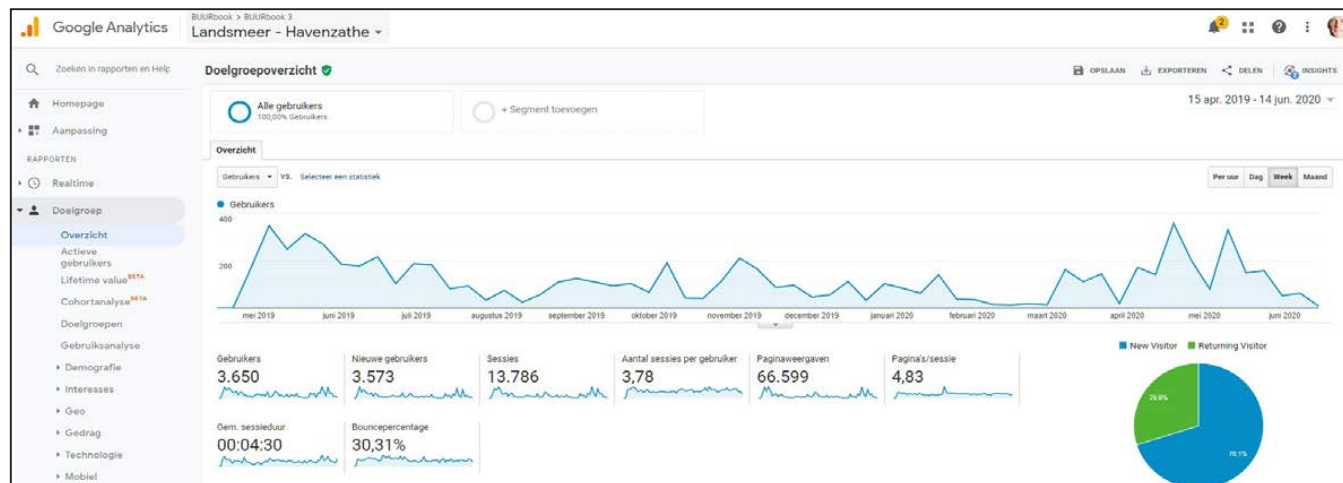 Google Analytics
BUURbook > BUURbook 3
Landsmeer - Havenzathe
2
Zoeken in rapporten en Help
Homepage
Aanpassing
RAPPORTEN
Realtime
Doelgroep
Overzicht
Actieve
gebruikers
Lifetime value BETA
Cohortanalyse BETA
Doelgroepen
Gebruiksanalyse
Demografie
Interesses
Geo
Gedrag
Technologie
Mobiel
Doelgroepoverzicht
OPSLAAN
EXPORTEREN
DELEN
INSIGHTS
Alle gebruikers
100,00% Gebruikers
+ Segment toevoegen
15 apr. 2019 - 14 jun. 2020
Overzicht
Gebruikers VS. Selecteer een statistiek
Per uur Dag Week Maand
Gebruikers
400
200
mei 2019 juni 2019 juli 2019 augustus 2019 september 2019 oktober 2019 november 2019 december 2019 januari 2020 februari 2020 maart 2020 april 2020 mei 2020 juni 2020
Gebruikers
3.650
Nieuwe gebruikers
3.573
Sessies
13.786
Aantal sessies per gebruiker
3,78
Paginaweergaven
66.599
Pagina's/sessie
4,83
Gem. sessieduur
00:04:30
Bouncepercentage
30,31%
New Visitor Returning Visitor
70,1%